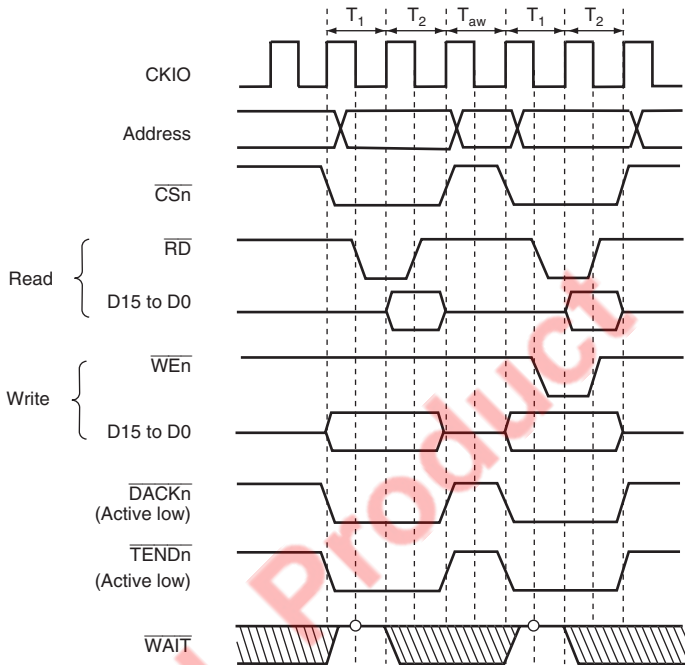 T1 T2 Taw T1 T2
CKIO
Address
CSn
RD
Read
D15 to D0
WEn
Write
D15 to D0
DACKn
(Active low)
TENDn
(Active low)
WAIT
Product